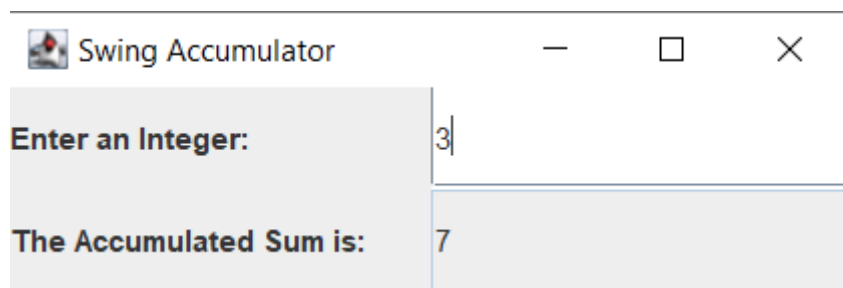 Swing Accumulator
Enter an Integer: 3
The Accumulated Sum is: 7